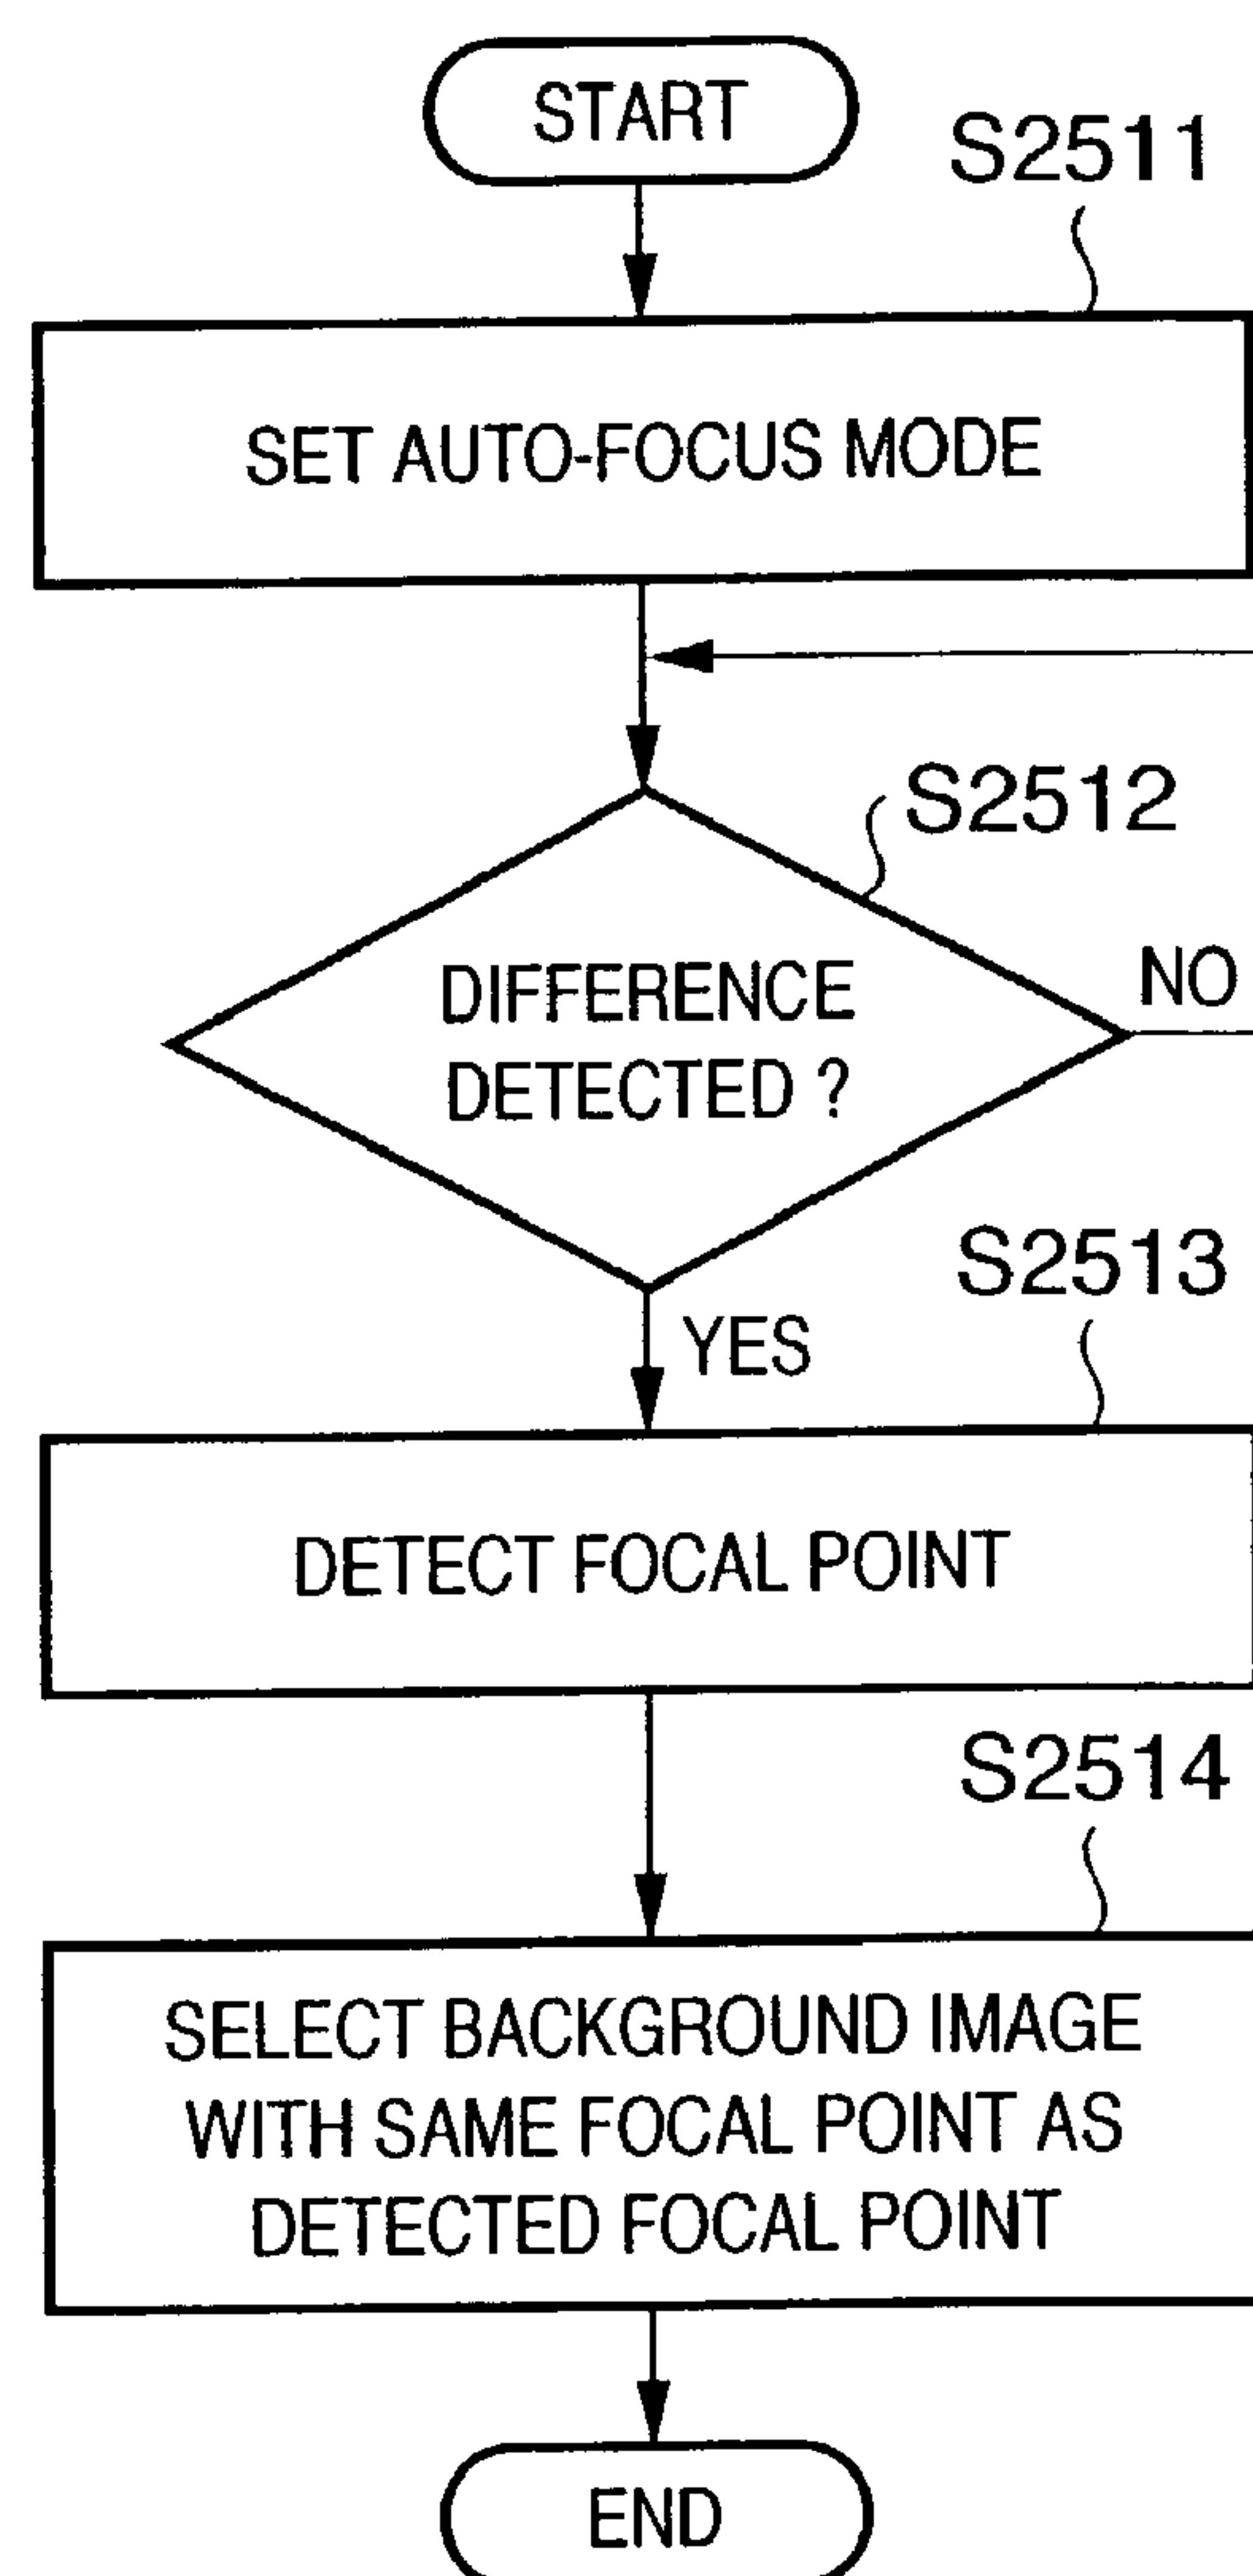 START
S2511
SET AUTO-FOCUS MODE
S2512
DIFFERENCE
DETECTED ?
NO
YES
S2513
DETECT FOCAL POINT
S2514
SELECT BACKGROUND IMAGE
WITH SAME FOCAL POINT AS
DETECTED FOCAL POINT
END